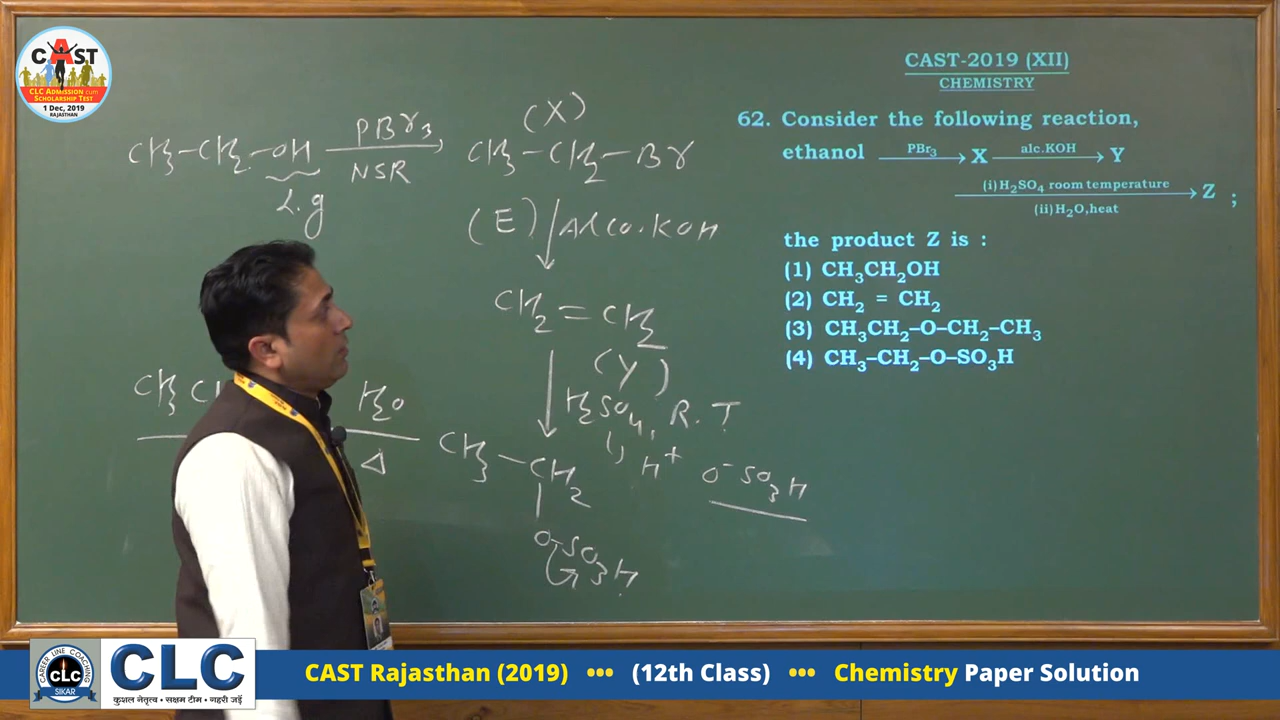 CAST
CLC ADMISSION cum
SCHOLARSHIP TEST
1 Dec, 2019
RAJASTHAN
CH₃-CH₂-OH
PBr₃
NSR
L.g
(X)
CH₃-CH₂-Br
(E)
Alco.KOH
CH₂=CH₂
(Y)
H₂SO₄, R.T
H⁺
O⁻SO₃H
CH₃-CH₂
O-SO₃H
CH₃
H₂O
Δ
CAST-2019 (XII)
CHEMISTRY
62. Consider the following reaction,
ethanol PBr₃→ X alc.KOH→ Y
(i)H₂SO₄ room temperature
(ii)H₂O,heat → Z ;
the product Z is :
(1) CH₃CH₂OH
(2) CH₂ = CH₂
(3) CH₃CH₂–O–CH₂–CH₃
(4) CH₃–CH₂–O–SO₃H
CAREER LINE COACHING
CLC
SIKAR
CLC
कुशल नेतृत्व • सक्षम टीम • गहरी जड़ें
CAST Rajasthan (2019) ••• (12th Class) ••• Chemistry Paper Solution